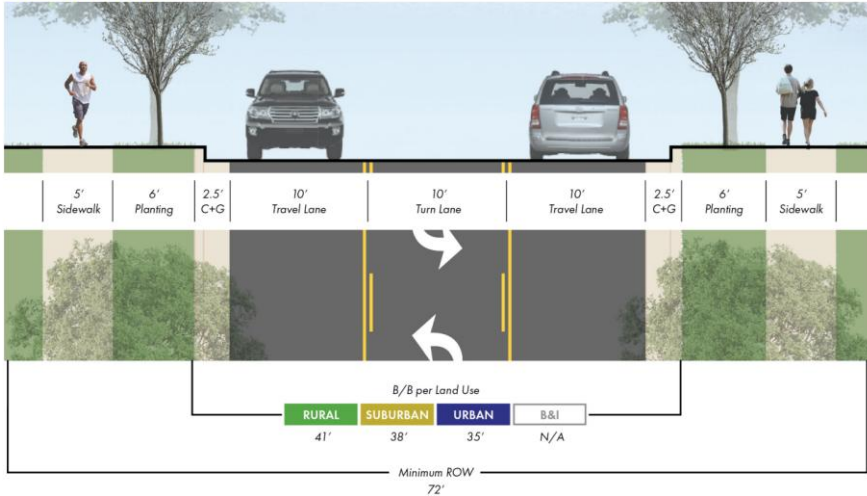 5' 6' 2.5' 10' 10' 10' 2.5' 6' 5'
Sidewalk Planting C+G Travel Lane Turn Lane Travel Lane C+G Planting Sidewalk
B/B per Land Use
RURAL SUBURBAN URBAN B&I
41' 38' 35' N/A
Minimum ROW
72'